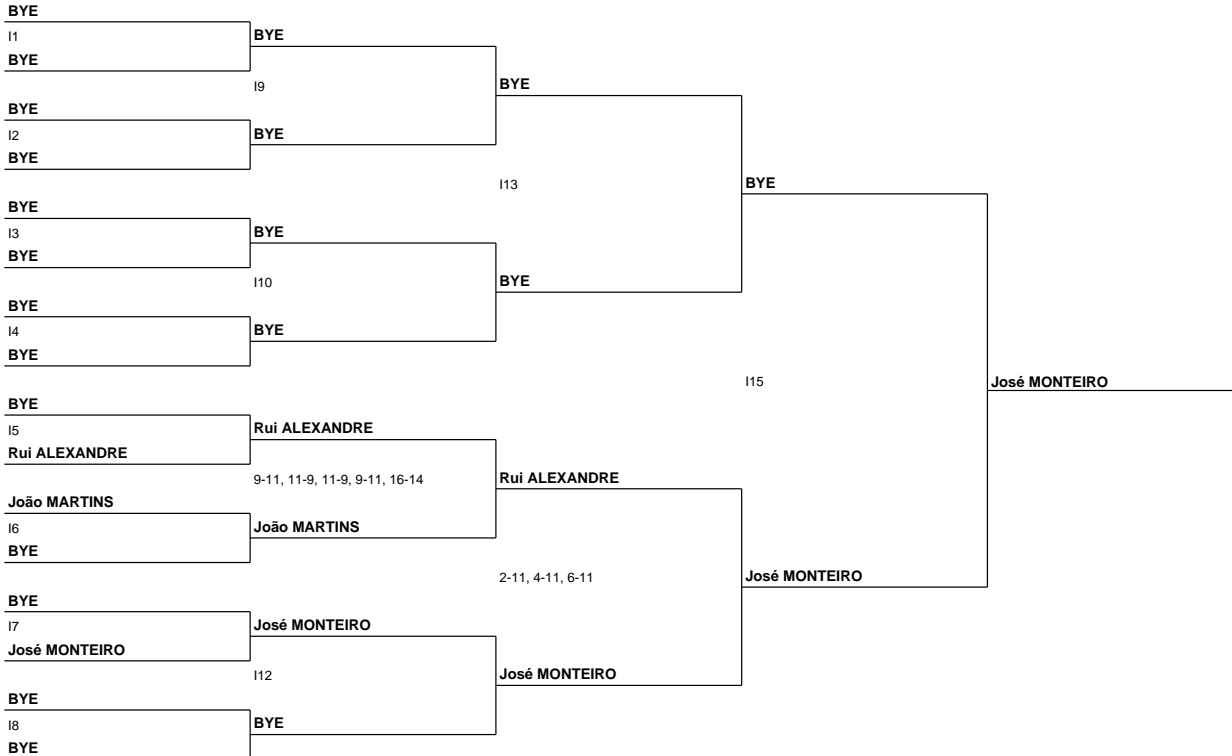 BYE
I1
BYE
BYE
I9
BYE
BYE
I2
BYE
BYE
I13
BYE
BYE
I3
BYE
BYE
I10
BYE
BYE
I4
BYE
BYE
I15
José MONTEIRO
BYE
I5
Rui ALEXANDRE
Rui ALEXANDRE
9-11, 11-9, 11-9, 9-11, 16-14
Rui ALEXANDRE
João MARTINS
I6
João MARTINS
BYE
2-11, 4-11, 6-11
José MONTEIRO
BYE
I7
José MONTEIRO
José MONTEIRO
I12
José MONTEIRO
BYE
I8
BYE
BYE